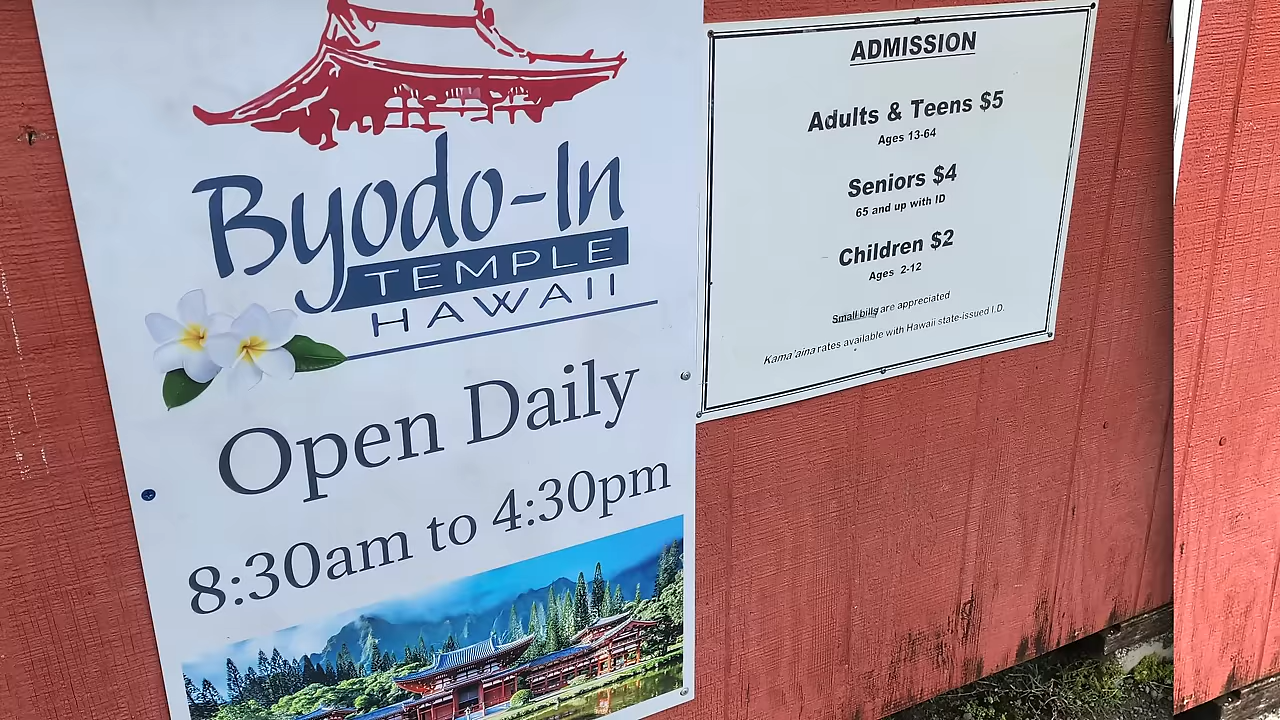 Byodo-In
TEMPLE
HAWAII
Open Daily
8:30am to 4:30pm
ADMISSION
Adults & Teens $5
Ages 13-64
Seniors $4
65 and up with ID
Children $2
Ages 2-12
Small bills are appreciated
Kama'aina rates available with Hawaii state-issued I.D.